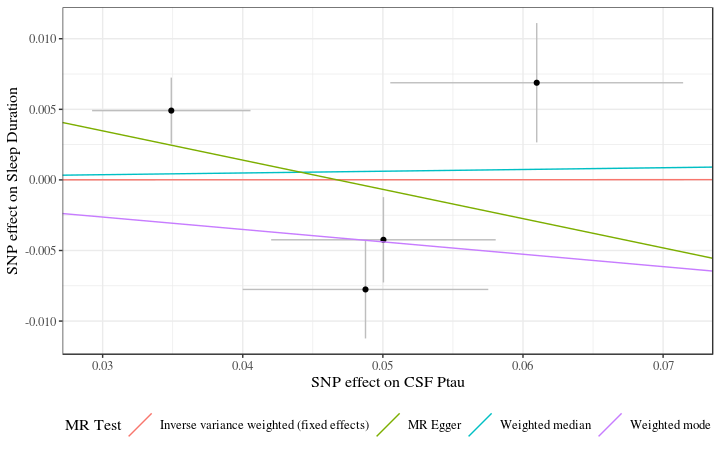 SNP effect on Sleep Duration
0.010
0.005
0.000
-0.005
-0.010
0.03 0.04 0.05 0.06 0.07
SNP effect on CSF Ptau
MR Test Inverse variance weighted (fixed effects) MR Egger Weighted median Weighted mode